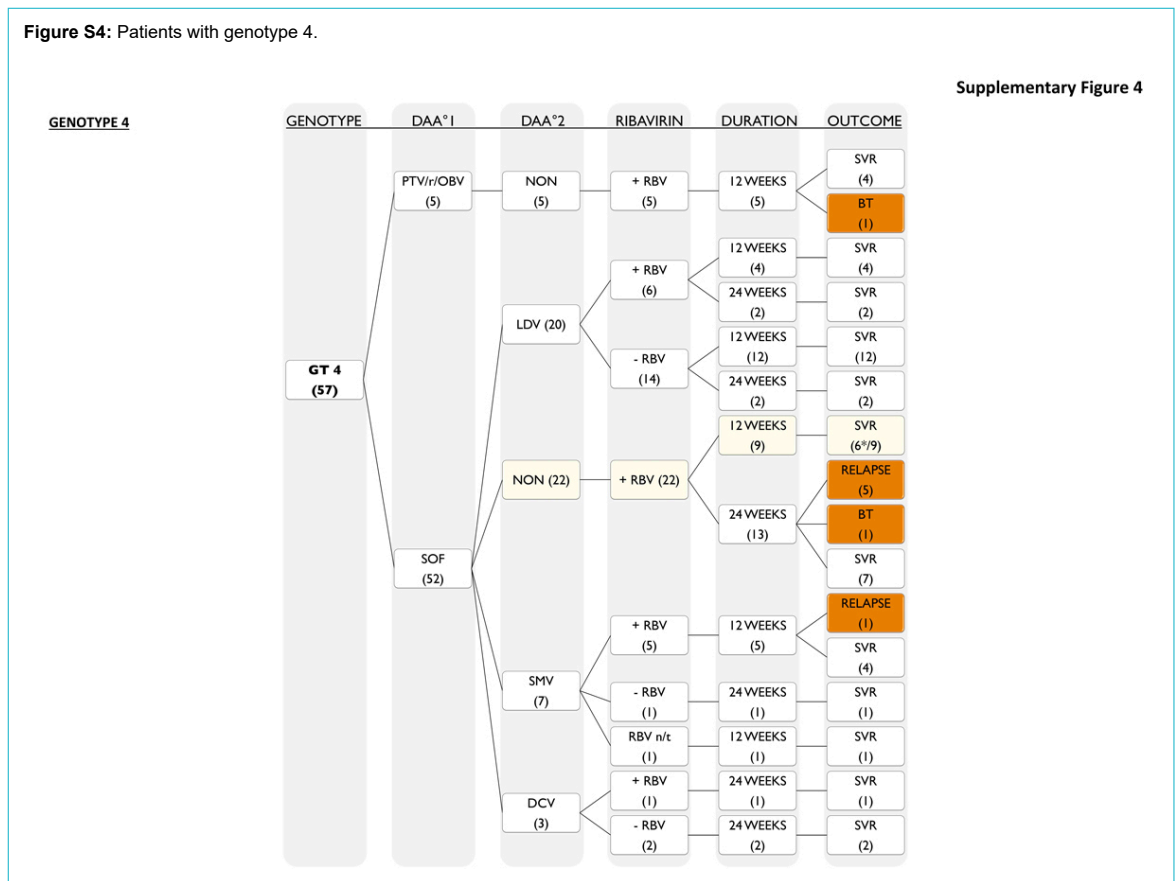 Figure S4: Patients with genotype 4.
Supplementary Figure 4
GENOTYPE 4
GENOTYPE DAA°1 DAA°2 RIBAVIRIN DURATION OUTCOME
GT 4
(57)
PTV/r/OBV
(5)
NON
(5)
+ RBV
(5)
12 WEEKS
(5)
SVR
(4)
BT
(1)
SOF
(52)
LDV (20)
+ RBV
(6)
12 WEEKS
(4)
SVR
(4)
24 WEEKS
(2)
SVR
(2)
- RBV
(14)
12 WEEKS
(12)
SVR
(12)
24 WEEKS
(2)
SVR
(2)
NON (22)
+ RBV (22)
12 WEEKS
(9)
SVR
(6*/9)
24 WEEKS
(13)
RELAPSE
(5)
BT
(1)
SVR
(7)
SMV
(7)
+ RBV
(5)
12 WEEKS
(5)
RELAPSE
(1)
SVR
(4)
- RBV
(1)
24 WEEKS
(1)
SVR
(1)
RBV n/t
(1)
12 WEEKS
(1)
SVR
(1)
DCV
(3)
+ RBV
(1)
24 WEEKS
(1)
SVR
(1)
- RBV
(2)
24 WEEKS
(2)
SVR
(2)